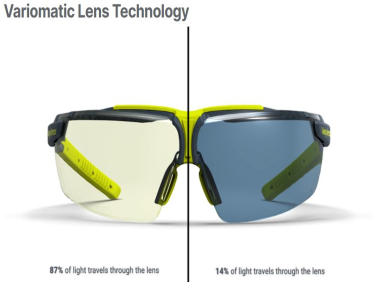 Variomatic Lens Technology
87% of light travels through the lens
14% of light travels through the lens